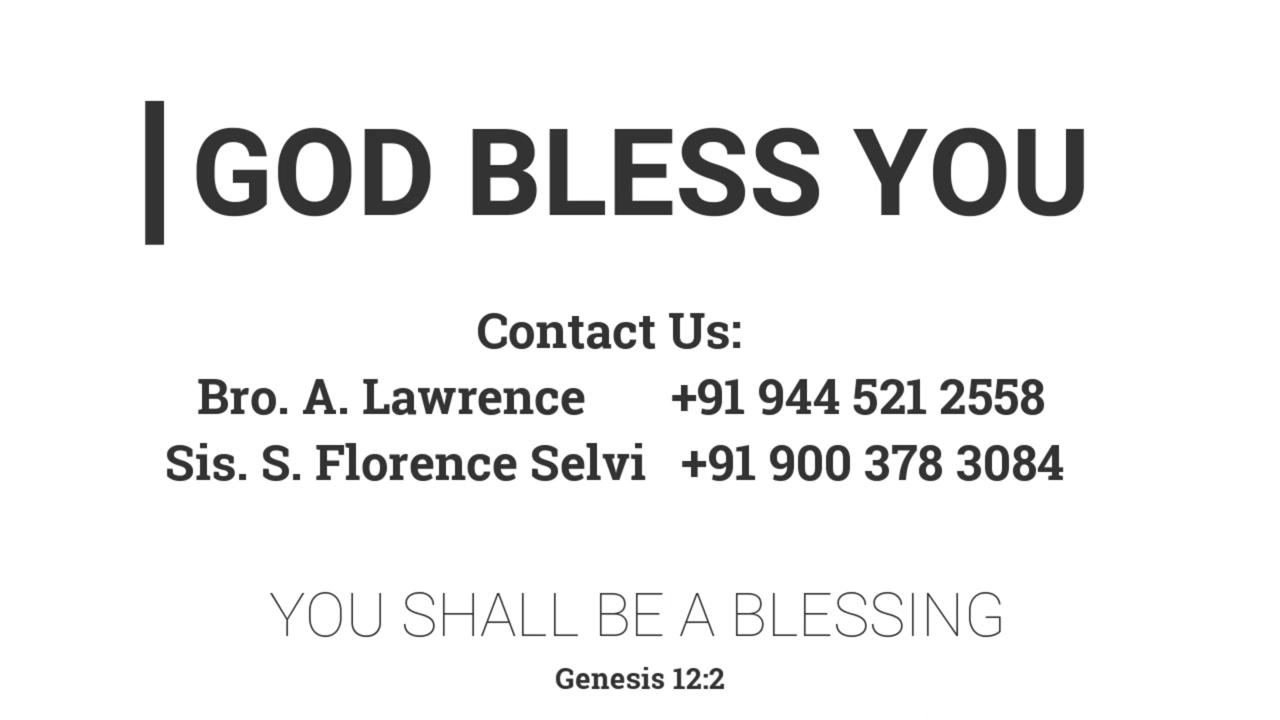 GOD BLESS YOU
Contact Us:
Bro. A. Lawrence +91 944 521 2558
Sis. S. Florence Selvi +91 900 378 3084
YOU SHALL BE A BLESSING
Genesis 12:2